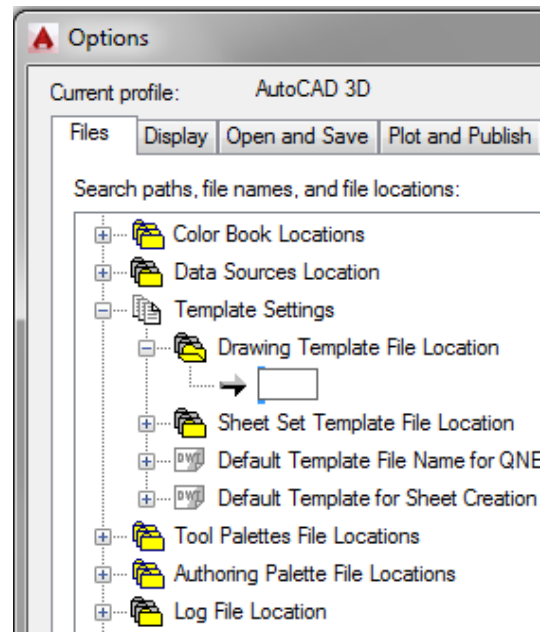 Options
Current profile: AutoCAD 3D
Files Display Open and Save Plot and Publish
Search paths, file names, and file locations:
Color Book Locations
Data Sources Location
Template Settings
Drawing Template File Location
Sheet Set Template File Location
Default Template File Name for QNE
Default Template for Sheet Creation
Tool Palettes File Locations
Authoring Palette File Locations
Log File Location